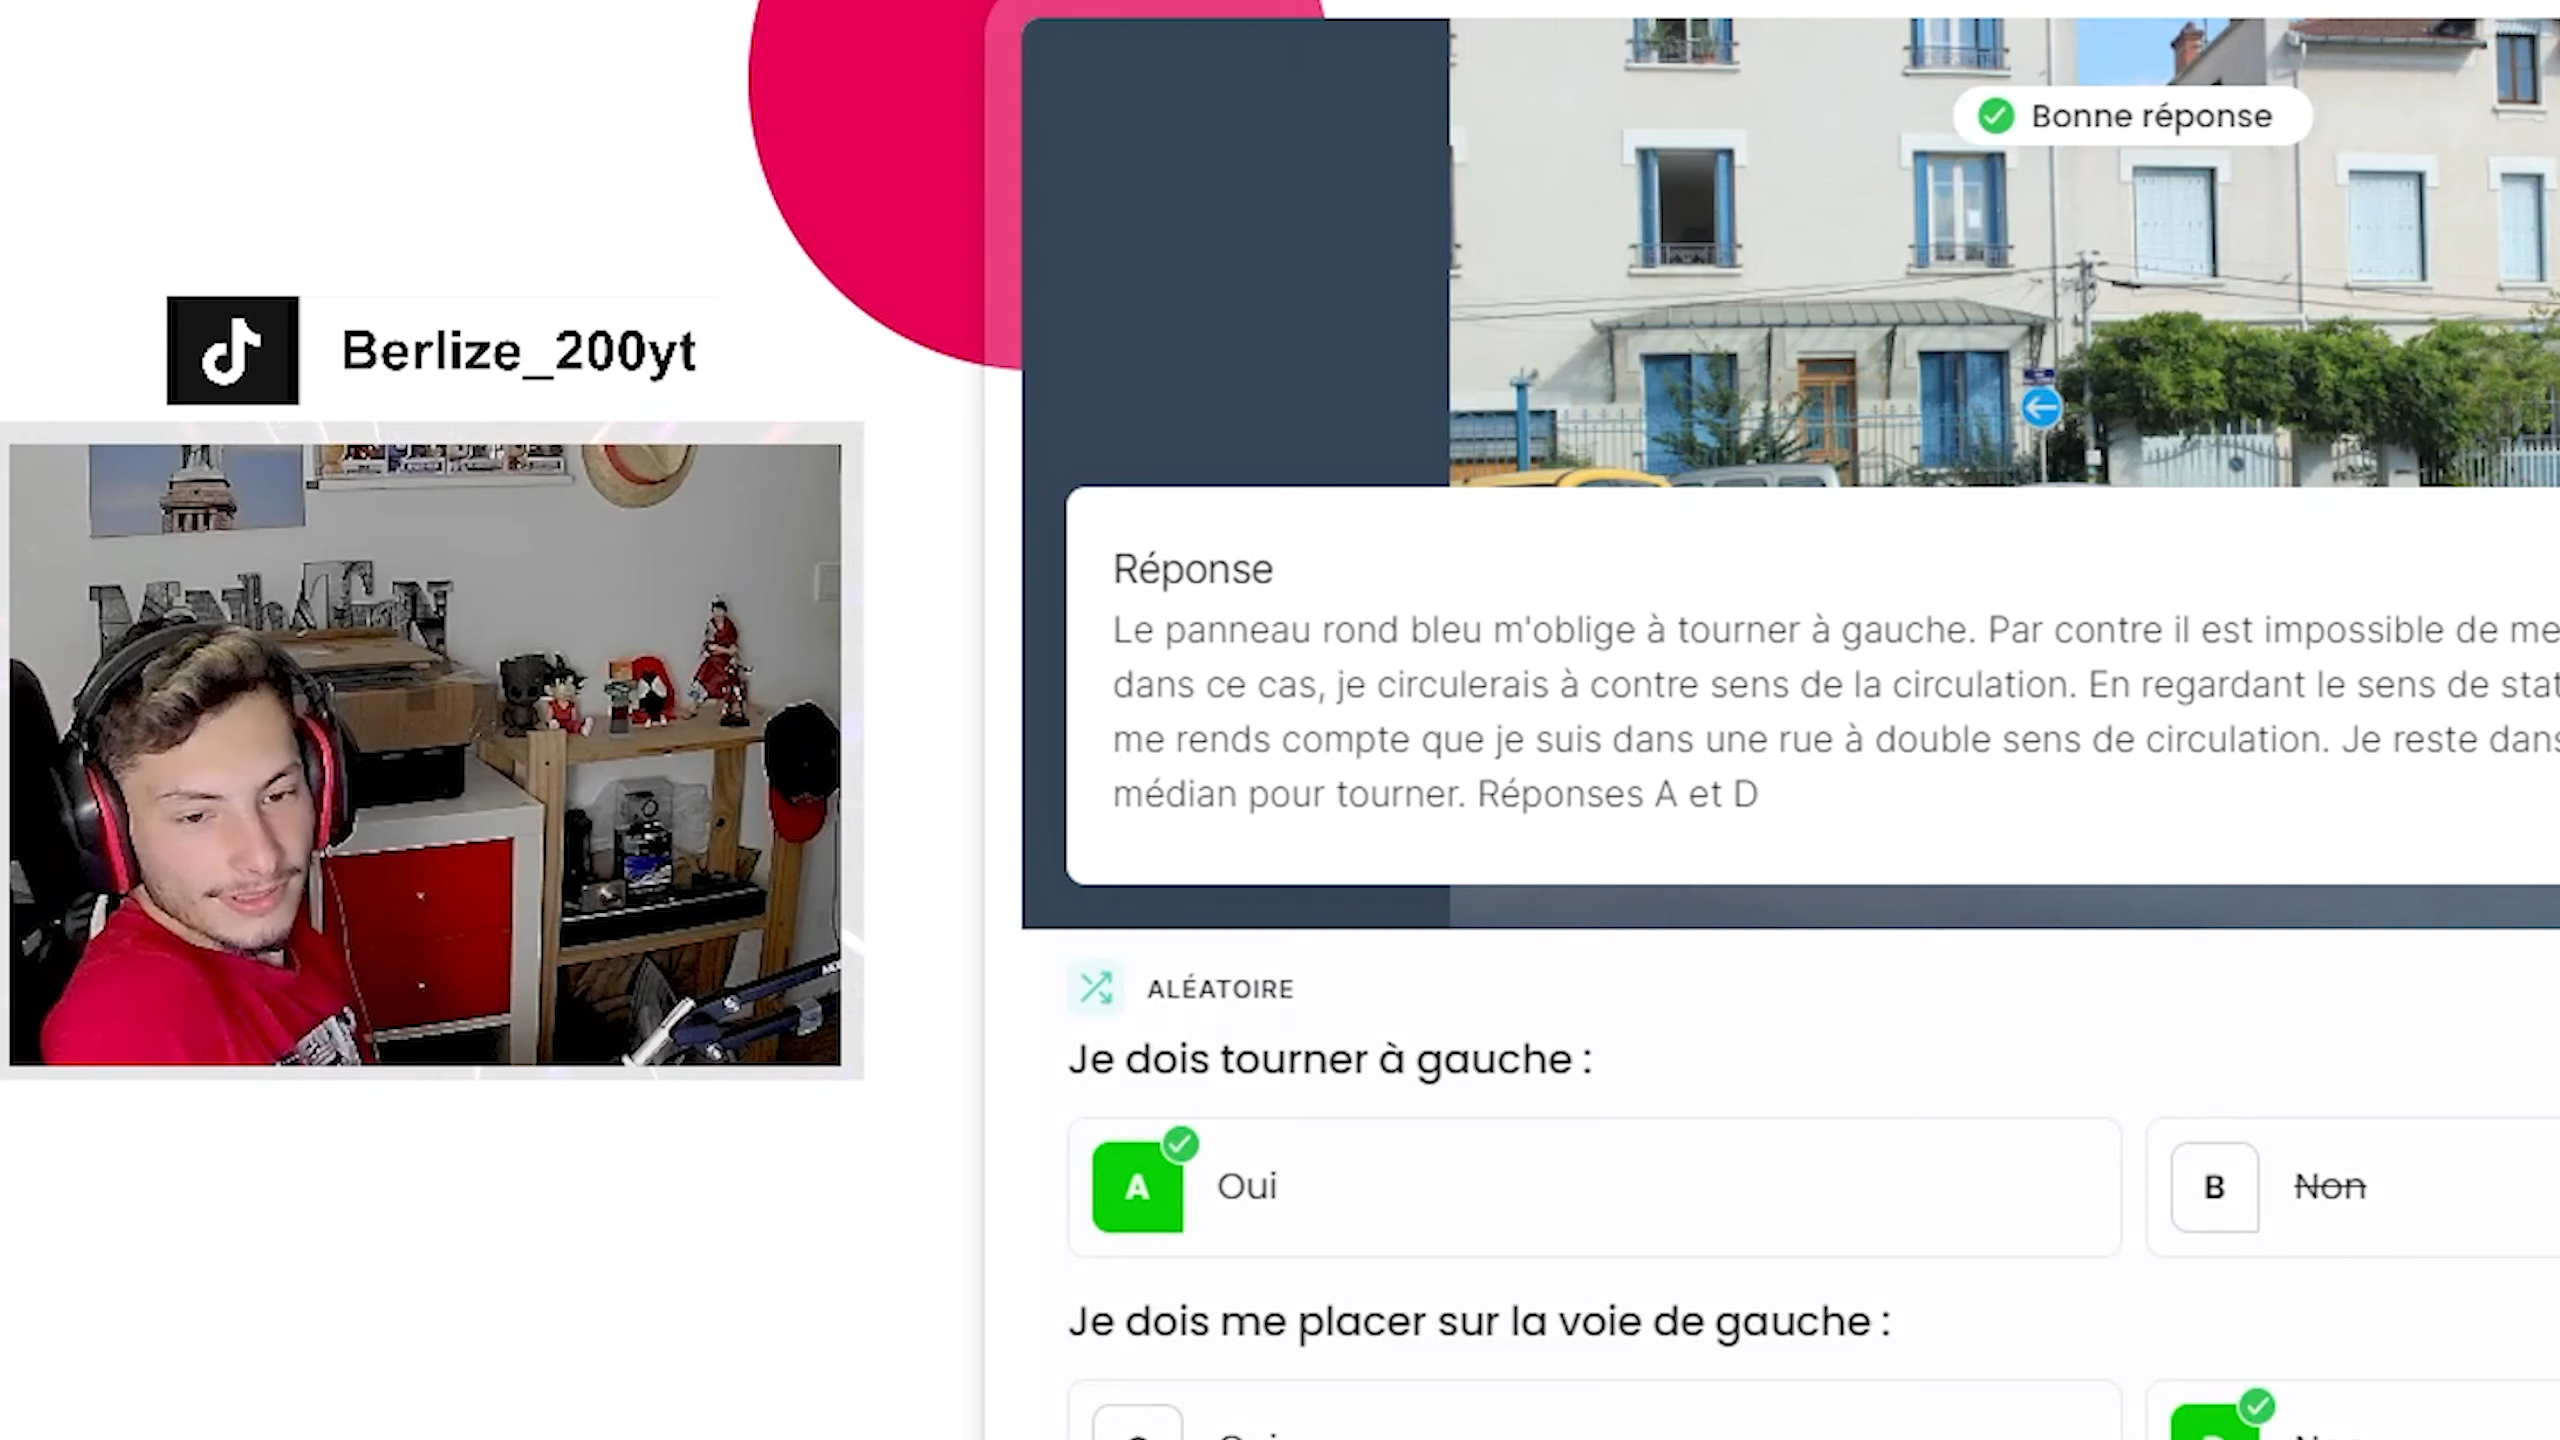 Bonne réponse
Berlize_200yt
Réponse
Le panneau rond bleu m'oblige à tourner à gauche. Par contre il est impossible de me
dans ce cas, je circulerais à contre sens de la circulation. En regardant le sens de
me rends compte que je suis dans une rue à double sens de circulation. Je reste
médian pour tourner. Réponses A et D
ALÉATOIRE
Je dois tourner à gauche :
A Oui
B Non
Je dois me placer sur la voie de gauche :